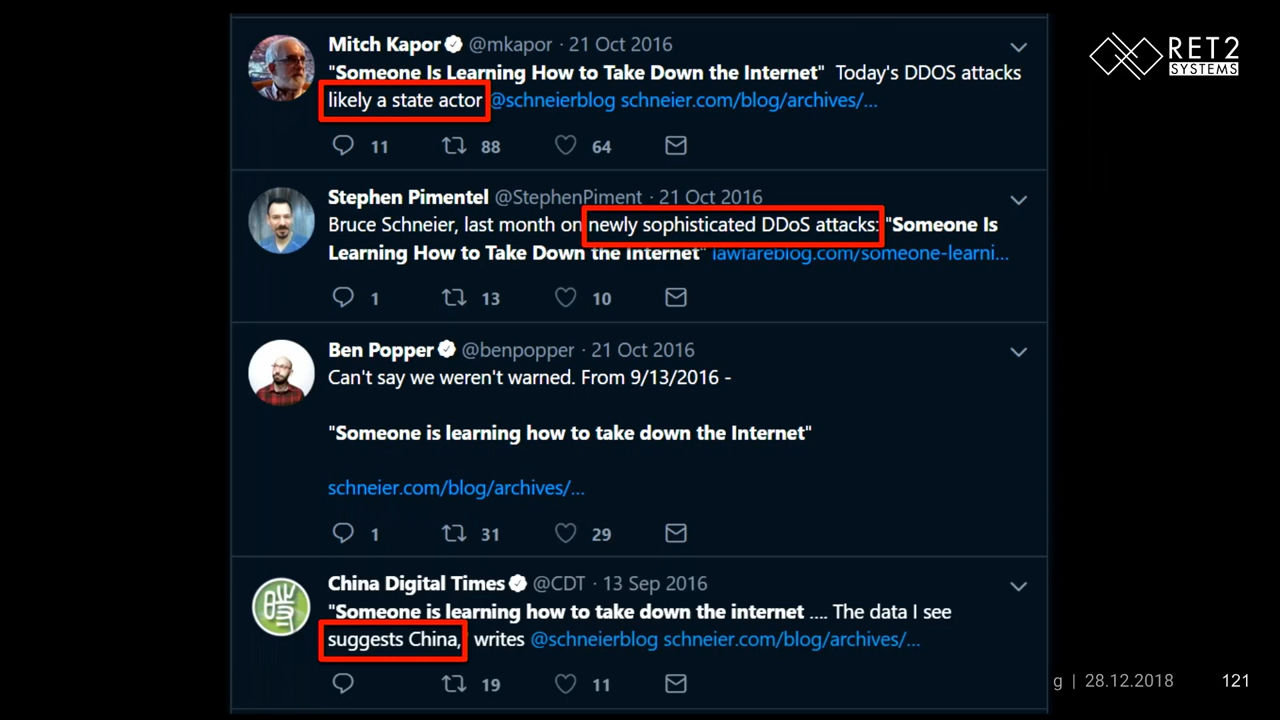 Mitch Kapor @mkapor · 21 Oct 2016
"Someone Is Learning How to Take Down the Internet" Today's DDOS attacks
likely a state actor @schneierblog schneier.com/blog/archives/...
11 88 64
Stephen Pimentel @StephenPiment · 21 Oct 2016
Bruce Schneier, last month on newly sophisticated DDoS attacks: "Someone Is
Learning How to Take Down the Internet" lawfareblog.com/someone-learni...
1 13 10
Ben Popper @benpopper · 21 Oct 2016
Can't say we weren't warned. From 9/13/2016 -
"Someone is learning how to take down the Internet"
schneier.com/blog/archives/...
1 31 29
China Digital Times @CDT · 13 Sep 2016
"Someone is learning how to take down the internet .... The data I see
suggests China," writes @schneierblog schneier.com/blog/archives/...
19 11
RET2
SYSTEMS
g | 28.12.2018 121